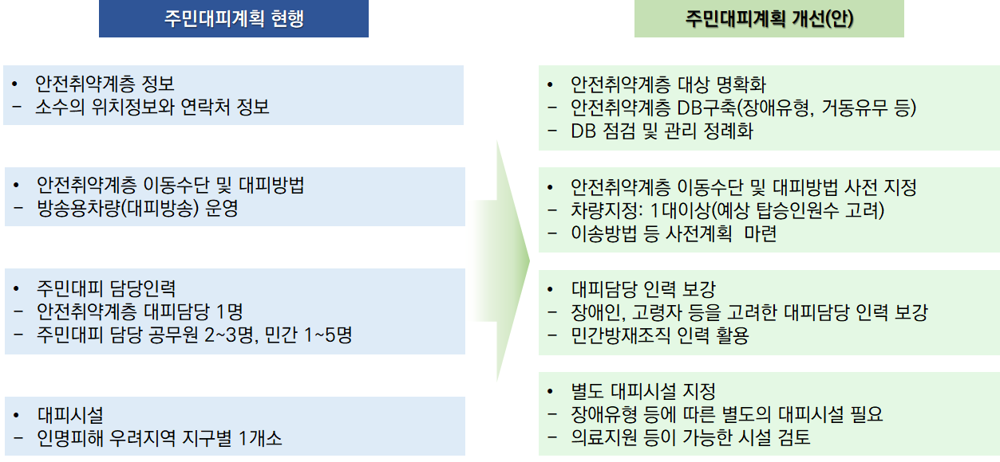 주민대피계획 현행
• 안전취약계층 정보
− 소수의 위치정보와 연락처 정보
• 안전취약계층 이동수단 및 대피방법
− 방송용차량(대피방송) 운영
• 주민대피 담당인력
− 안전취약계층 대피담당 1명
− 주민대피 담당 공무원 2~3명, 민간 1~5명
• 대피시설
− 인명피해 우려지역 지구별 1개소
주민대피계획 개선(안)
• 안전취약계층 대상 명확화
− 안전취약계층 DB구축(장애유형, 거동유무 등)
− DB 점검 및 관리 정례화
• 안전취약계층 이동수단 및 대피방법 사전 지정
− 차량지정: 1대이상(예상 탑승인원수 고려)
− 이송방법 등 사전계획 마련
• 대피담당 인력 보강
− 장애인, 고령자 등을 고려한 대피담당 인력 보강
− 민간방재조직 인력 활용
• 별도 대피시설 지정
− 장애유형 등에 따른 별도의 대피시설 필요
− 의료지원 등이 가능한 시설 검토